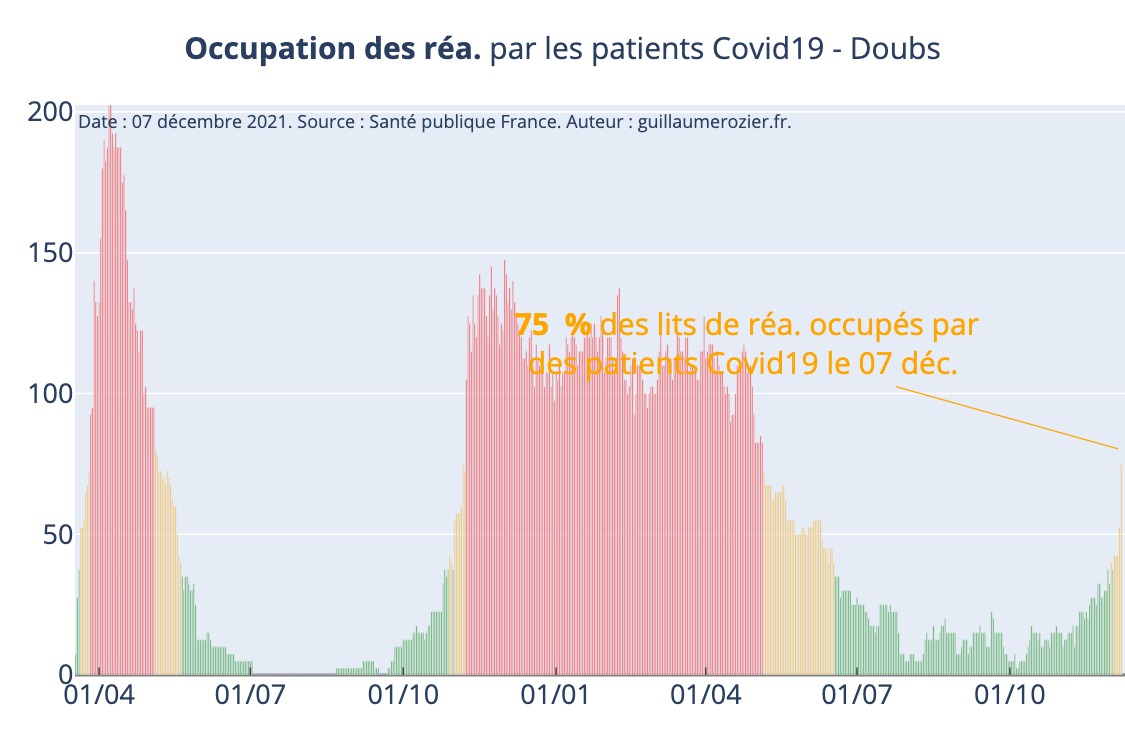 Occupation des réa. par les patients Covid19 - Doubs
200
Date : 07 décembre 2021. Source : Santé publique France. Auteur : guillaumerozier.fr.
150
75 % des lits de réa. occupés par
des patients Covid19 le 07 déc.
100
50
0
01/04 01/07 01/10 01/01 01/04 01/07 01/10